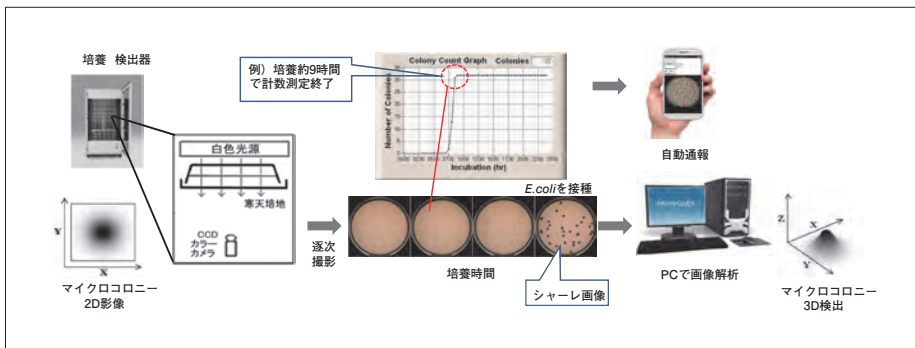 培養 検出器
白色光源
寒天培地
CCD
カラー
カメラ
Y
X
マイクロコロニー
2D影像
逐次
撮影
例）培養約9時間
で計数測定終了
Colony Count Graph Colonies
Number of Colonies
Incubation (hr)
E.coliを接種
培養時間
シャーレ画像
自動通報
PCで画像解析
Z
X
Y
マイクロコロニー
3D検出